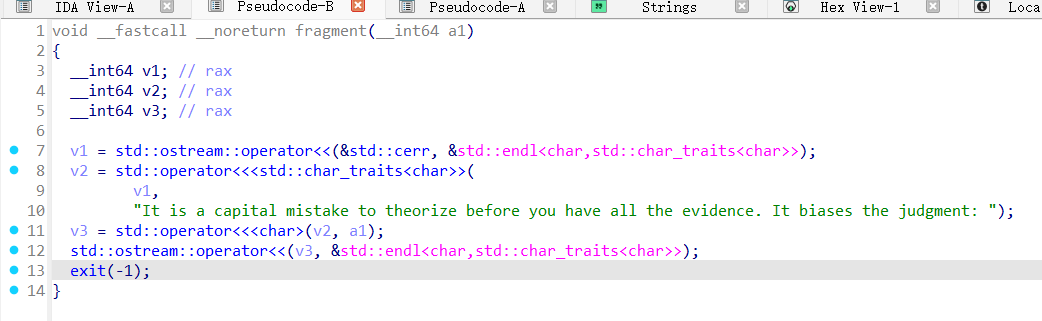 IDA View-A Pseudocode-B Pseudocode-A Strings Hex View-1 Loca
1 void __fastcall __noreturn fragment(__int64 a1)
2 {
3   __int64 v1; // rax
4   __int64 v2; // rax
5   __int64 v3; // rax
6
7   v1 = std::ostream::operator<<(&std::cerr, &std::endl<char,std::char_traits<char>>);
8   v2 = std::operator<<<std::char_traits<char>>(
9          v1,
10         "It is a capital mistake to theorize before you have all the evidence. It biases the judgment: ");
11   v3 = std::operator<<<char>(v2, a1);
12   std::ostream::operator<<(v3, &std::endl<char,std::char_traits<char>>);
13   exit(-1);
14 }